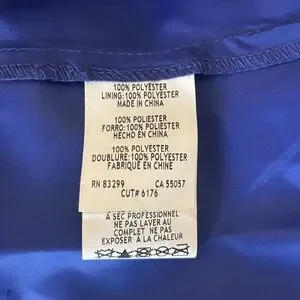 100% POLYESTER
LINING: 100% POLYESTER
MADE IN CHINA
100% POLIESTER
FORRO: 100% POLIESTER
HECHO EN CHINA
100% POLYESTER
DOUBLURE: 100% POLYESTER
FABRIQUÉ EN CHINE
RN 83299 CA 55057
CUT# 6176
A SEC PROFESSIONNEL
NE PAS LAVER AU
COMPLET NE PAS
EXPOSER À LA CHALEUR